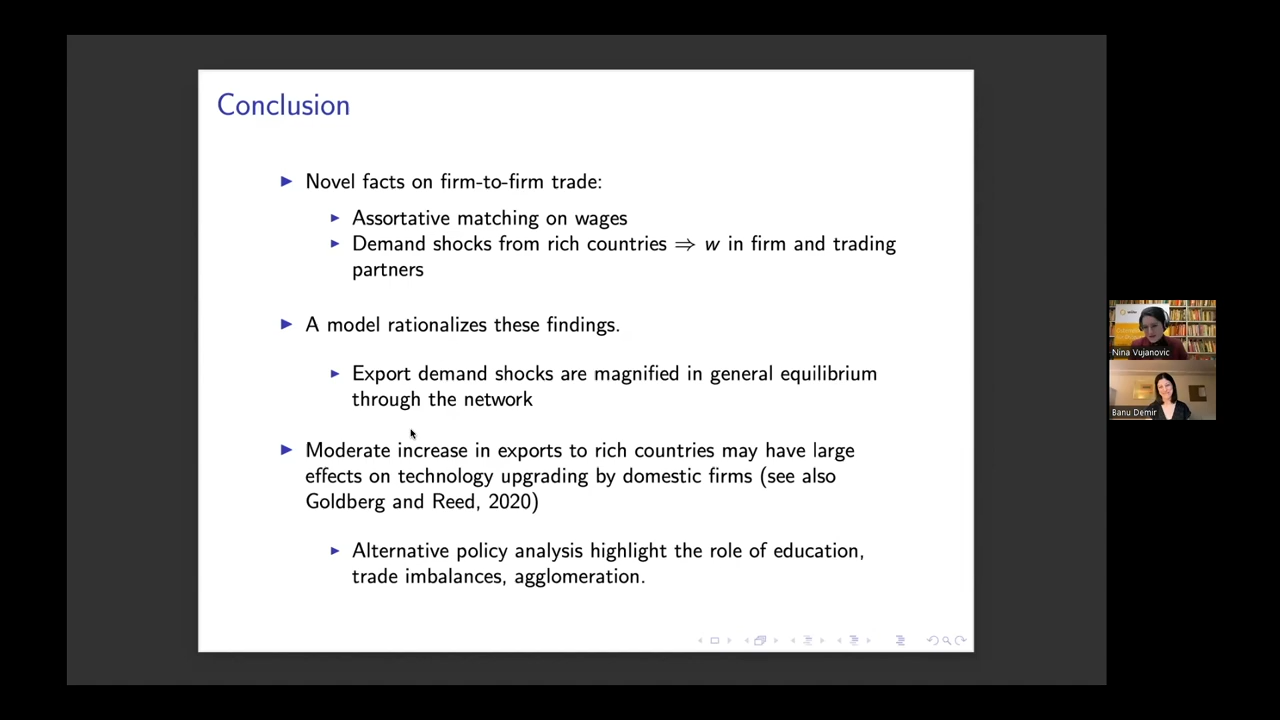 Conclusion
▶ Novel facts on firm-to-firm trade:
▶ Assortative matching on wages
▶ Demand shocks from rich countries ⇒ w in firm and trading
partners
▶ A model rationalizes these findings.
▶ Export demand shocks are magnified in general equilibrium
through the network
▶ Moderate increase in exports to rich countries may have large
effects on technology upgrading by domestic firms (see also
Goldberg and Reed, 2020)
▶ Alternative policy analysis highlight the role of education,
trade imbalances, agglomeration.
Nina Vujanovic
Banu Demir